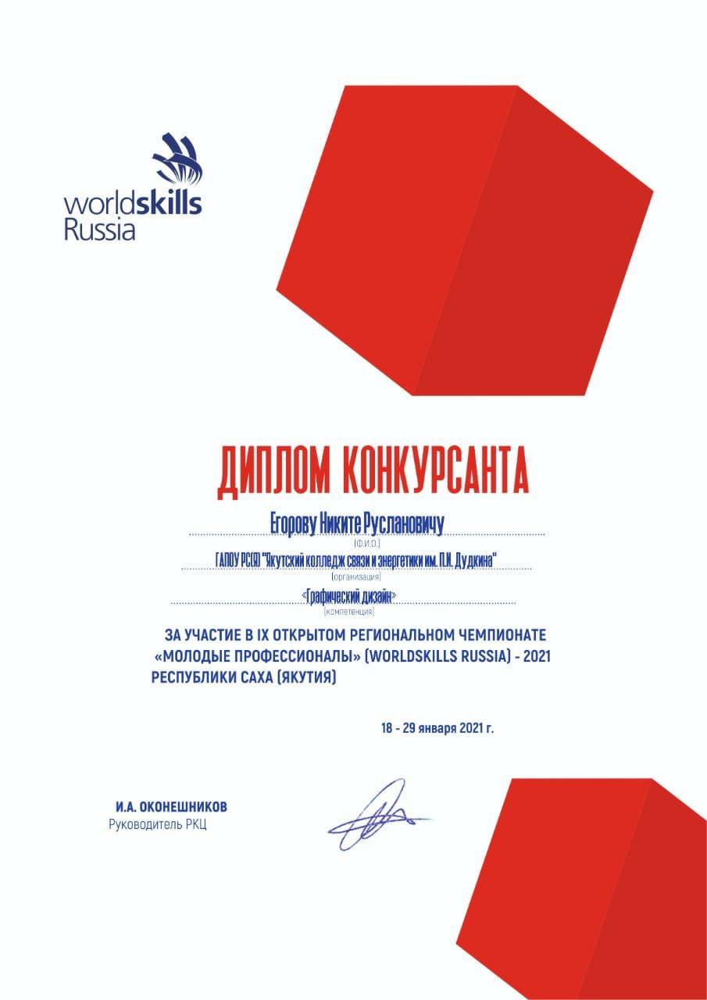 worldskills
Russia
ДИПЛОМ КОНКУРСАНТА
Егорову Никите Руслановичу
(Ф.И.О.)
ГАПОУ РС(Я) "Якутский колледж связи и энергетики им. П.И. Дудкина"
(организация)
«Графический дизайн»
(компетенция)
ЗА УЧАСТИЕ В IX ОТКРЫТОМ РЕГИОНАЛЬНОМ ЧЕМПИОНАТЕ
«МОЛОДЫЕ ПРОФЕССИОНАЛЫ» (WORLDSKILLS RUSSIA) - 2021
РЕСПУБЛИКИ САХА (ЯКУТИЯ)
18 - 29 января 2021 г.
И.А. ОКОНЕШНИКОВ
Руководитель РКЦ